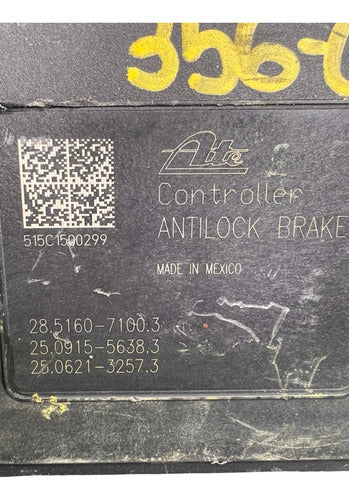 356-
Ate
Controller
ANTILOCK BRAKE
515C1500299
MADE IN MEXICO
28.5160-7100.3
25.0915-5638.3
25.0621-3257.3